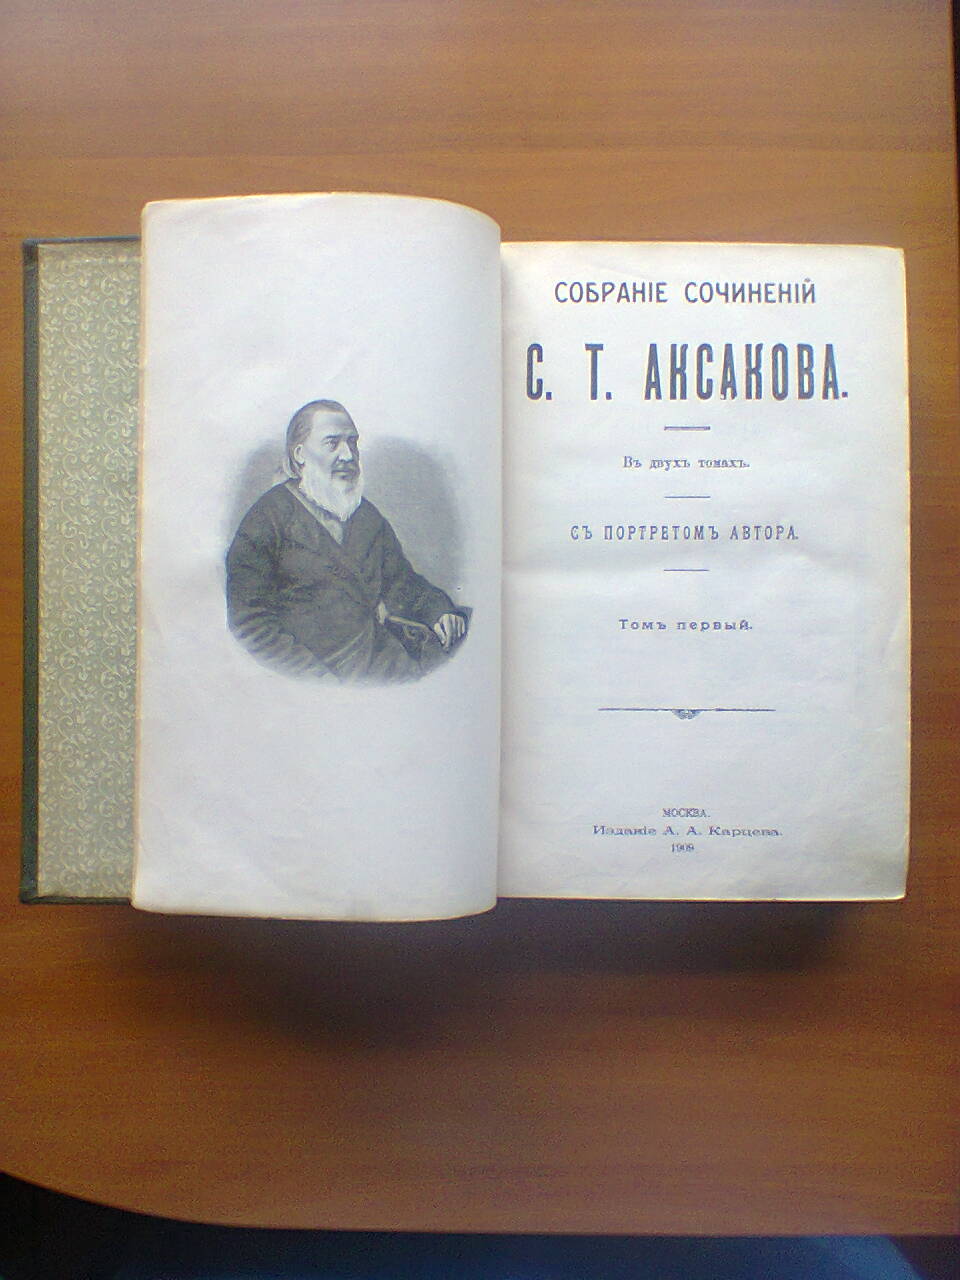 СОБРАНІЕ СОЧИНЕНІЙ
С. Т. АКСАКОВА.
Въ двухъ томахъ.
СЪ ПОРТРЕТОМЪ АВТОРА.
Томъ первый.
МОСКВА.
Изданіе А. А. Карцева.
1909